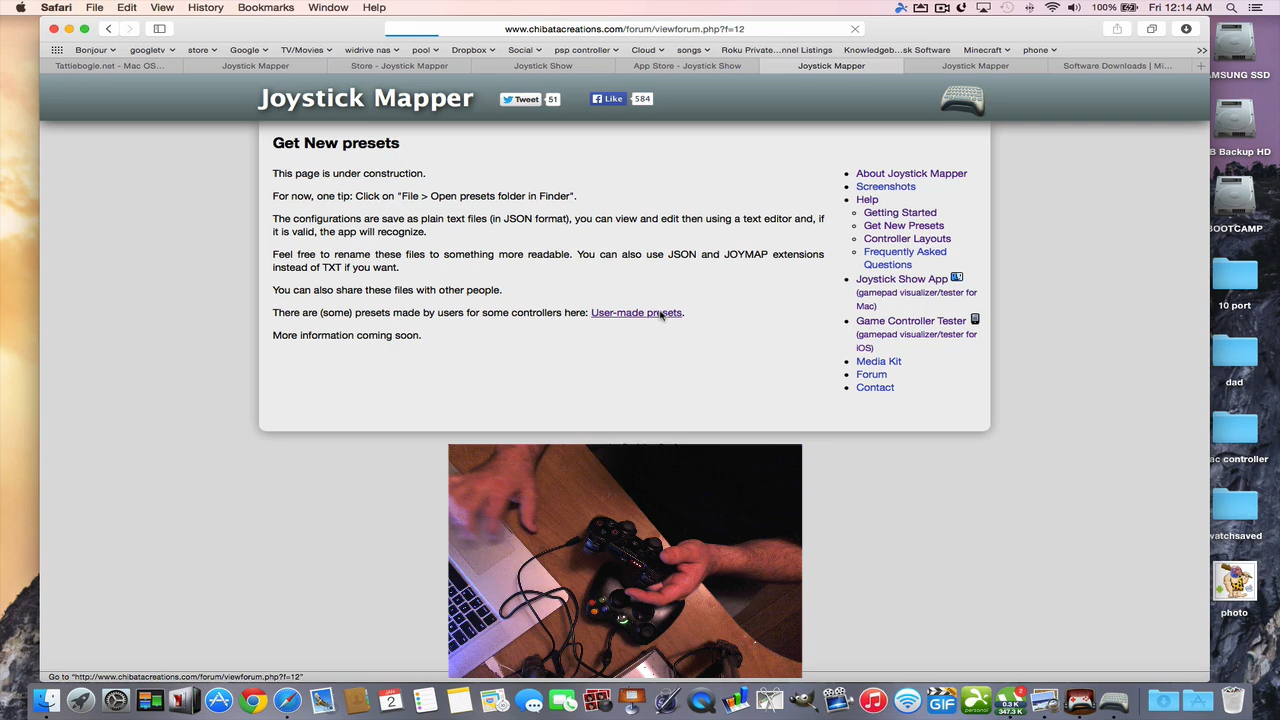 Safari File Edit View History Bookmarks Window Help 100% Fri 12:14 AM
www.chibatacreations.com/forum/viewforum.php?f=12
Bonjour googletv store Google TV/Movies widrive nas pool Dropbox Social psp controller Cloud songs Roku Private...nnel Listings Knowledgeb...sk Software Minecraft phone >>
Tattiebogie.net - Mac OS... Joystick Mapper Store - Joystick Mapper Joystick Show App Store - Joystick Show Joystick Mapper Joystick Mapper Software Downloads | Mi... +
Joystick Mapper Tweet 51 Like 584
Get New presets
This page is under construction.
For now, one tip: Click on "File > Open presets folder in Finder".
The configurations are save as plain text files (in JSON format), you can view and edit then using a text editor and, if
it is valid, the app will recognize.
Feel free to rename these files to something more readable. You can also use JSON and JOYMAP extensions
instead of TXT if you want.
You can also share these files with other people.
There are (some) presets made by users for some controllers here: User-made presets.
More information coming soon.
About Joystick Mapper
Screenshots
Help
Getting Started
Get New Presets
Controller Layouts
Frequently Asked
Questions
Joystick Show App
(gamepad visualizer/tester for
Mac)
Game Controller Tester
(gamepad visualizer/tester for
iOS)
Media Kit
Forum
Contact
AMSUNG SSD
B Backup HD
BOOTCAMP
10 port
dad
ac controller
watchsaved
photo
Go to "http://www.chibatacreations.com/forum/viewforum.php?f=12"
JAN
2
GIF
personal
2
0.3 K
347.3 K